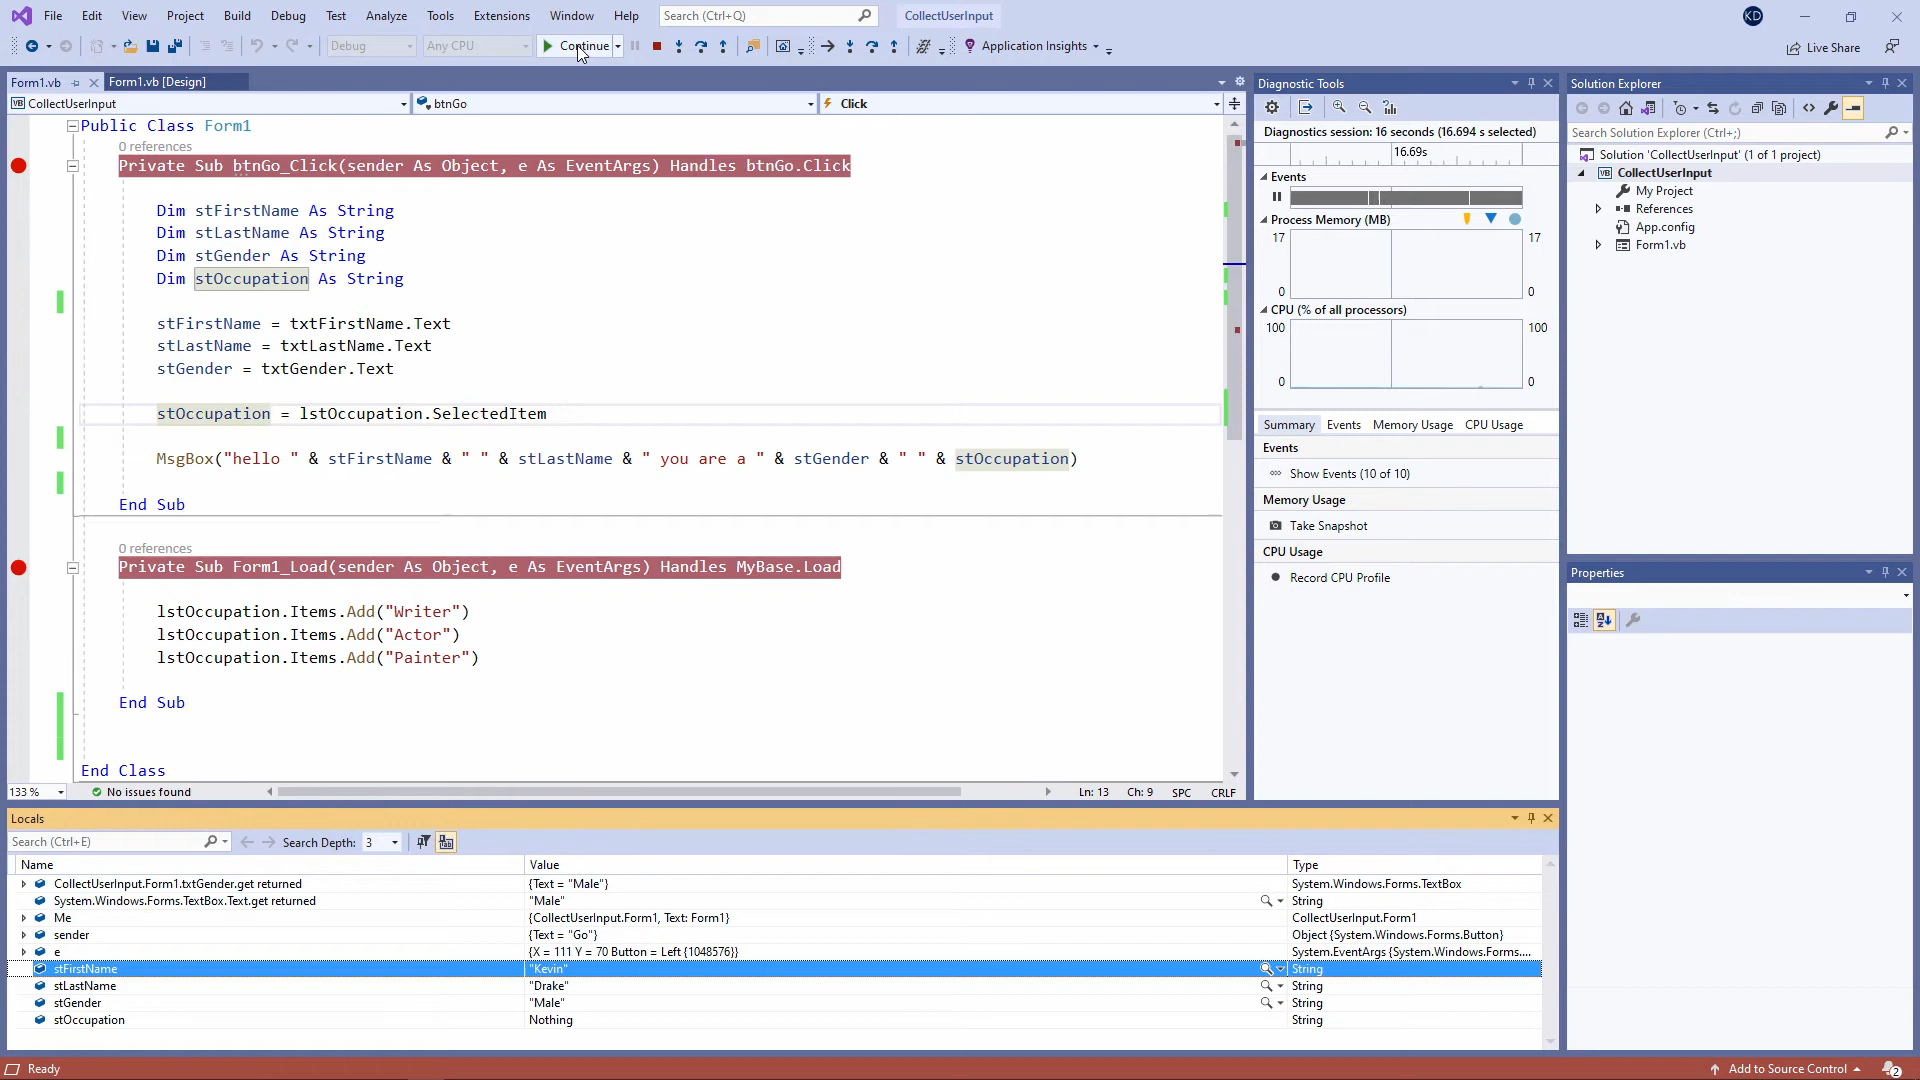 File Edit View Project Build Debug Test Analyze Tools Extensions Window Help Search (Ctrl+Q) CollectUserInput KD
Debug Any CPU Continue Application Insights Live Share
Form1.vb Form1.vb [Design]
VB CollectUserInput btnGo Click
Public Class Form1
0 references
Private Sub btnGo_Click(sender As Object, e As EventArgs) Handles btnGo.Click
Dim stFirstName As String
Dim stLastName As String
Dim stGender As String
Dim stOccupation As String
stFirstName = txtFirstName.Text
stLastName = txtLastName.Text
stGender = txtGender.Text
stOccupation = lstOccupation.SelectedItem
MsgBox("hello " & stFirstName & " " & stLastName & " you are a " & stGender & " " & stOccupation)
End Sub
0 references
Private Sub Form1_Load(sender As Object, e As EventArgs) Handles MyBase.Load
lstOccupation.Items.Add("Writer")
lstOccupation.Items.Add("Actor")
lstOccupation.Items.Add("Painter")
End Sub
End Class
133 % No issues found Ln: 13 Ch: 9 SPC CRLF
Diagnostic Tools
Diagnostics session: 16 seconds (16.694 s selected)
16.69s
Events
Process Memory (MB)
17 17
0 0
CPU (% of all processors)
100 100
0 0
Summary Events Memory Usage CPU Usage
Events
Show Events (10 of 10)
Memory Usage
Take Snapshot
CPU Usage
Record CPU Profile
Solution Explorer
Search Solution Explorer (Ctrl+;)
Solution 'CollectUserInput' (1 of 1 project)
VB CollectUserInput
My Project
References
App.config
Form1.vb
Properties
Locals
Search (Ctrl+E) Search Depth: 3
Name Value Type
CollectUserInput.Form1.txtGender.get returned {Text = "Male"} System.Windows.Forms.TextBox
System.Windows.Forms.TextBox.Text.get returned "Male" String
Me {CollectUserInput.Form1, Text: Form1} CollectUserInput.Form1
sender {Text = "Go"} Object {System.Windows.Forms.Button}
e {X = 111 Y = 70 Button = Left {1048576}} System.EventArgs {System.Windows.Forms....
stFirstName "Kevin" String
stLastName "Drake" String
stGender "Male" String
stOccupation Nothing String
Ready Add to Source Control 2